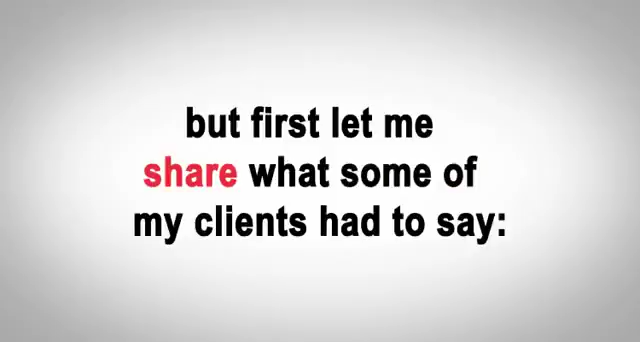 but first let me
share what some of
my clients had to say: